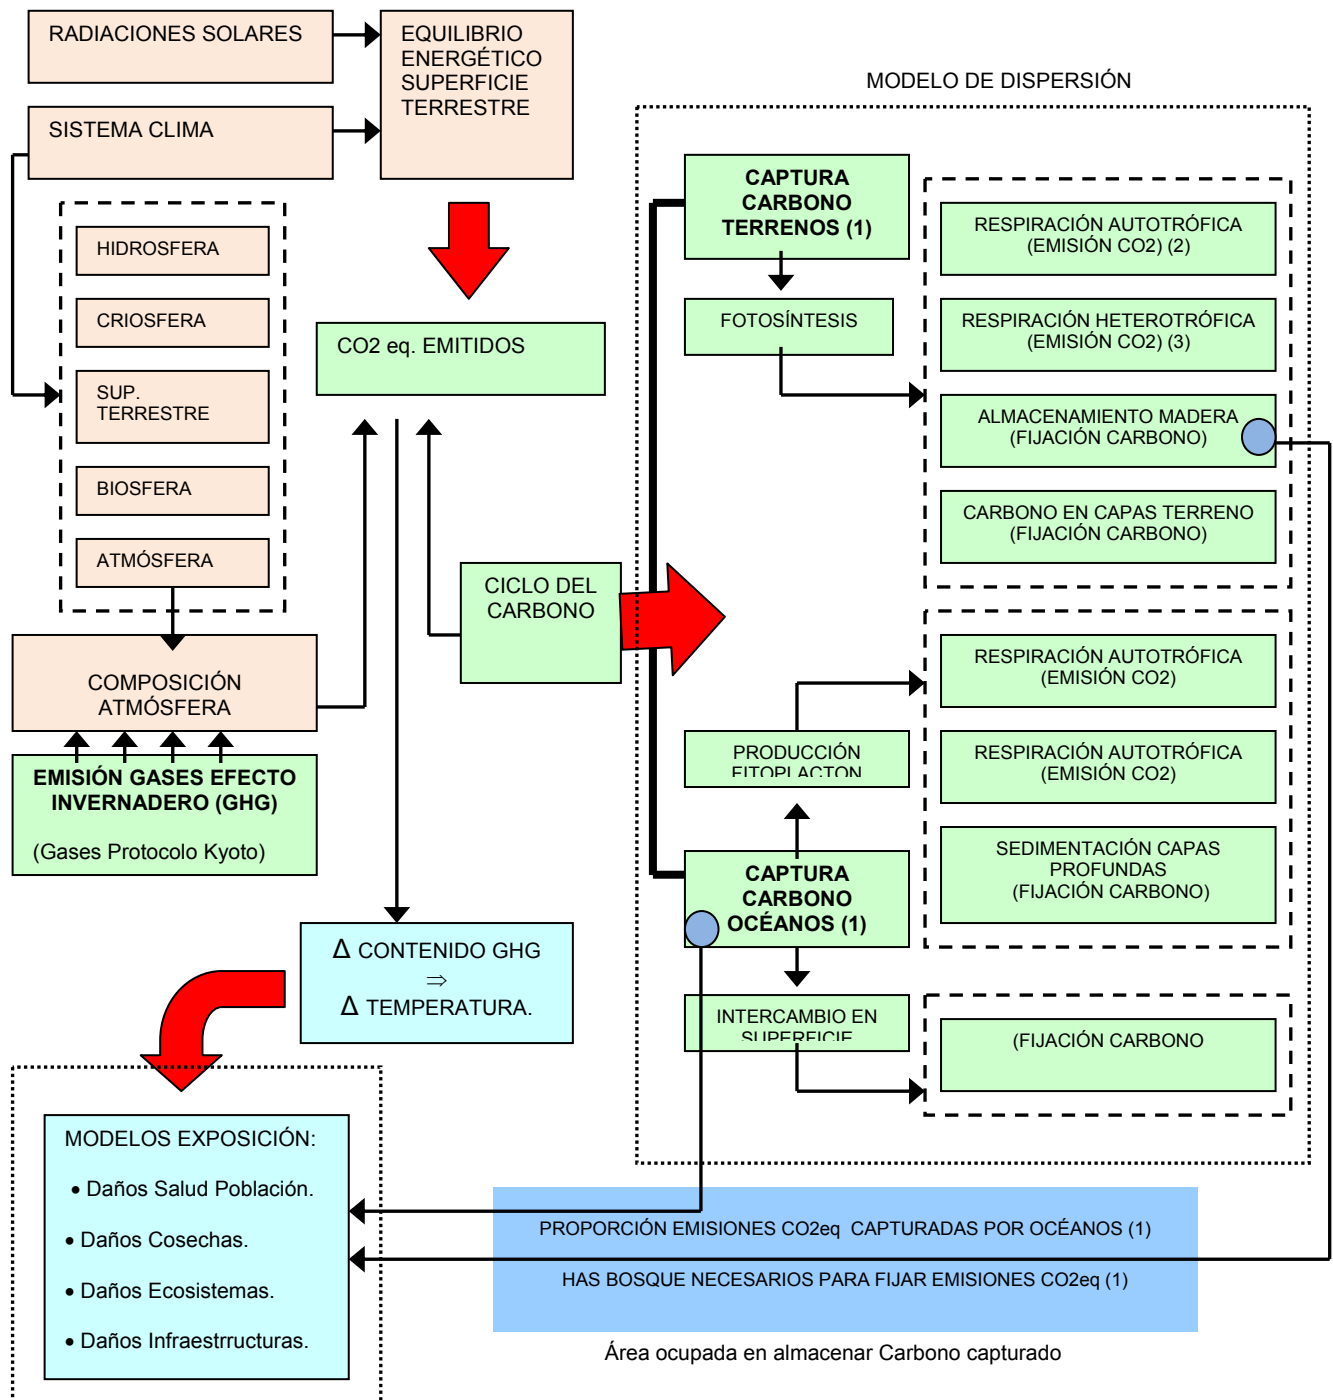 RADIACIONES SOLARES
EQUILIBRIO
ENERGÉTICO
SUPERFICIE
TERRESTRE
SISTEMA CLIMA
HIDROSFERA
CRIOSFERA
SUP.
TERRESTRE
BIOSFERA
ATMÓSFERA
COMPOSICIÓN
ATMÓSFERA
EMISIÓN GASES EFECTO
INVERNADERO (GHG)
(Gases Protocolo Kyoto)
CO2 eq. EMITIDOS
CICLO DEL
CARBONO
Δ CONTENIDO GHG
⇒
Δ TEMPERATURA.
MODELO DE DISPERSIÓN
CAPTURA
CARBONO
TERRENOS (1)
FOTOSÍNTESIS
RESPIRACIÓN AUTOTRÓFICA
(EMISIÓN CO2) (2)
RESPIRACIÓN HETEROTRÓFICA
(EMISIÓN CO2) (3)
ALMACENAMIENTO MADERA
(FIJACIÓN CARBONO)
CARBONO EN CAPAS TERRENO
(FIJACIÓN CARBONO)
PRODUCCIÓN
FITOPLACTON
CAPTURA
CARBONO
OCÉANOS (1)
INTERCAMBIO EN
SUPERFICIE
RESPIRACIÓN AUTOTRÓFICA
(EMISIÓN CO2)
RESPIRACIÓN AUTOTRÓFICA
(EMISIÓN CO2)
SEDIMENTACIÓN CAPAS
PROFUNDAS
(FIJACIÓN CARBONO)
(FIJACIÓN CARBONO
MODELOS EXPOSICIÓN:
• Daños Salud Población.
• Daños Cosechas.
• Daños Ecosistemas.
• Daños Infraestrructuras.
PROPORCIÓN EMISIONES CO2eq CAPTURADAS POR OCÉANOS (1)
HAS BOSQUE NECESARIOS PARA FIJAR EMISIONES CO2eq (1)
Área ocupada en almacenar Carbono capturado